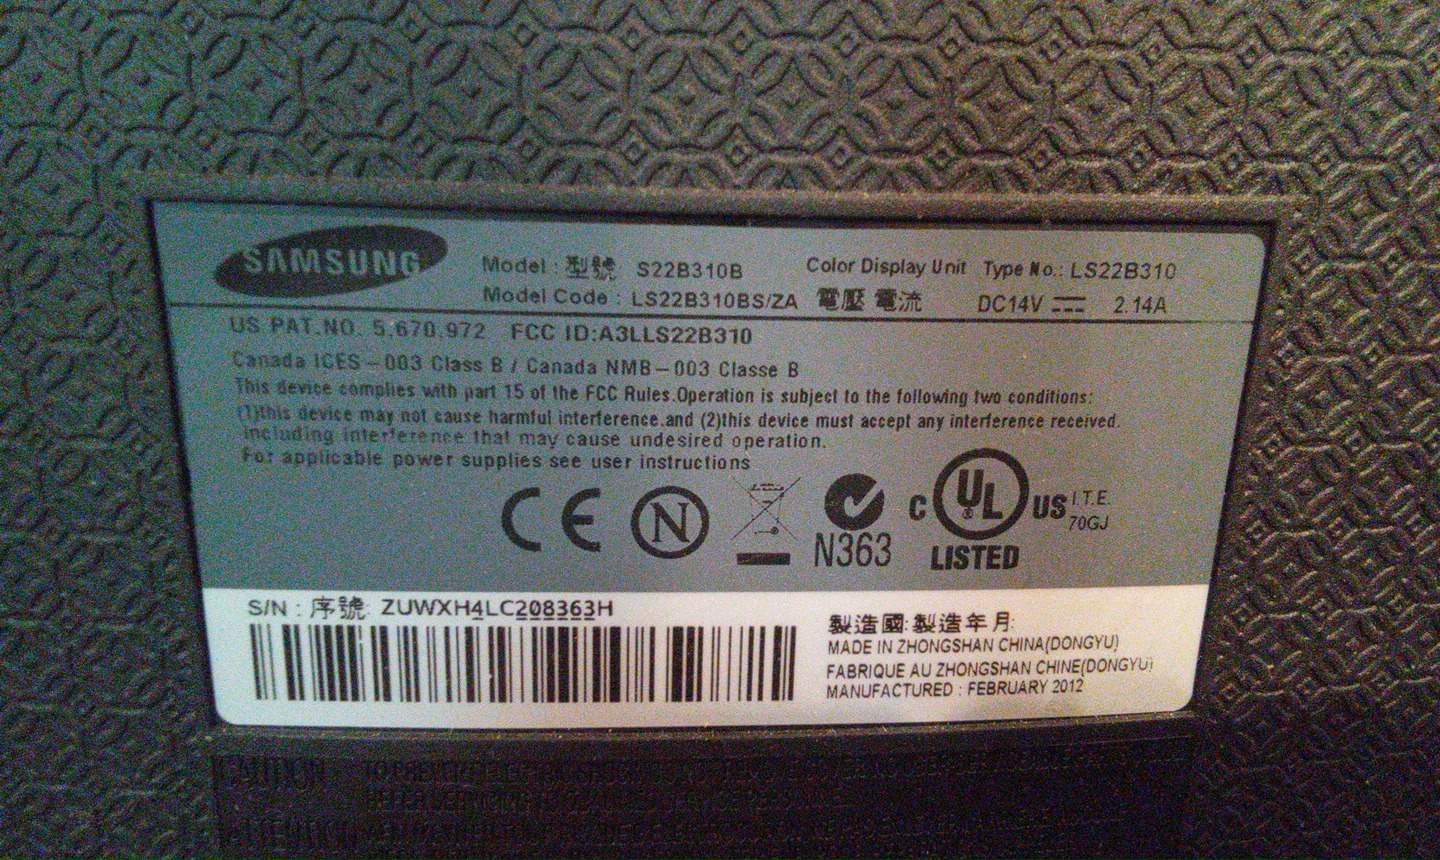 SAMSUNG
Model : 型號 S22B310B Color Display Unit Type No.: LS22B310
Model Code : LS22B310BS/ZA 電壓 電流 DC14V 2.14A
US PAT.NO. 5,670,972 FCC ID:A3LLS22B310
Canada ICES-003 Class B / Canada NMB-003 Classe B
This device complies with part 15 of the FCC Rules.Operation is subject to the following two conditions:
(1)this device may not cause harmful interference.and (2)this device must accept any interference received.
including interference that may cause undesired operation.
For applicable power supplies see user instructions
CE N N363 C UL US LISTED I.T.E. 70GJ
S/N : 序號: ZUWXH4LC208363H
製造國: 製造年月:
MADE IN ZHONGSHAN CHINA(DONGYU)
FABRIQUE AU ZHONGSHAN CHINE(DONGYU)
MANUFACTURED : FEBRUARY 2012
CAUTION